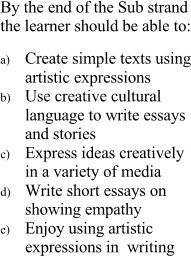 By the end of the Sub strand
the learner should be able to:
a) Create simple texts using
artistic expressions
b) Use creative cultural
language to write essays
and stories
c) Express ideas creatively
in a variety of media
d) Write short essays on
showing empathy
e) Enjoy using artistic
expressions in writing